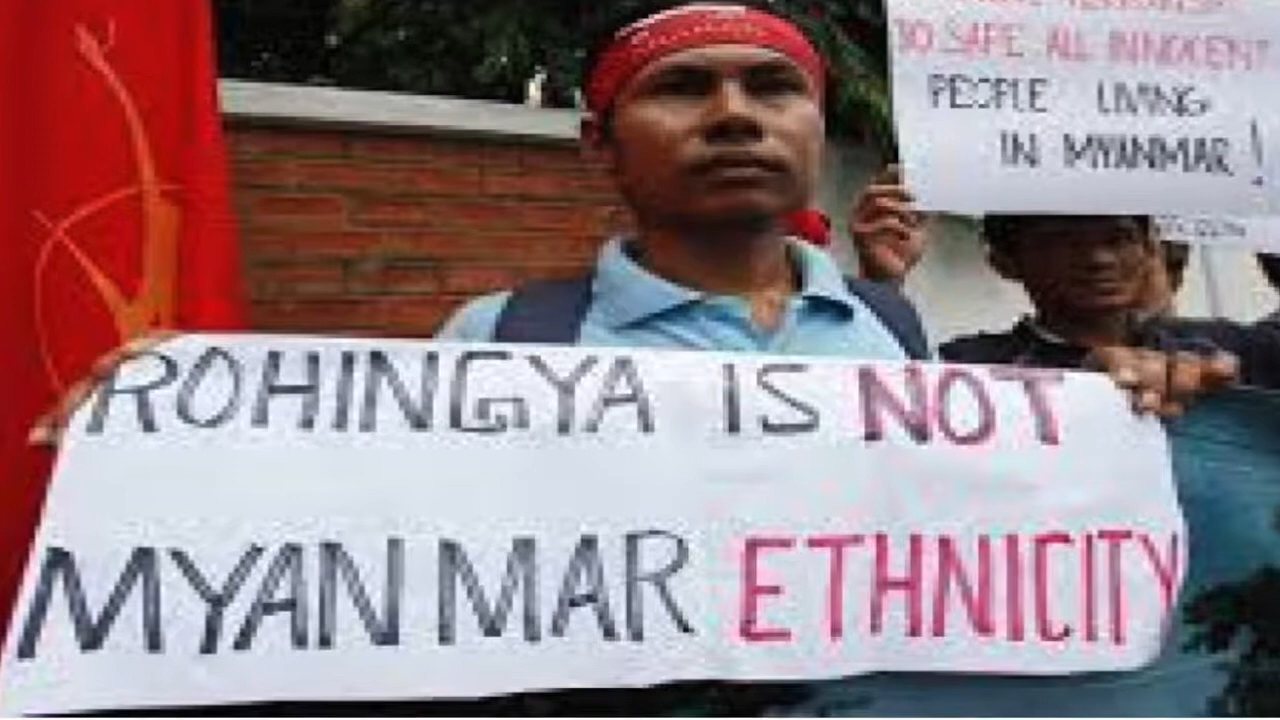 TO SAFE ALL INNOCENT
PEOPLE LIVING
IN MYANMAR!
ROHINGYA IS NOT
MYANMAR ETHNICITY